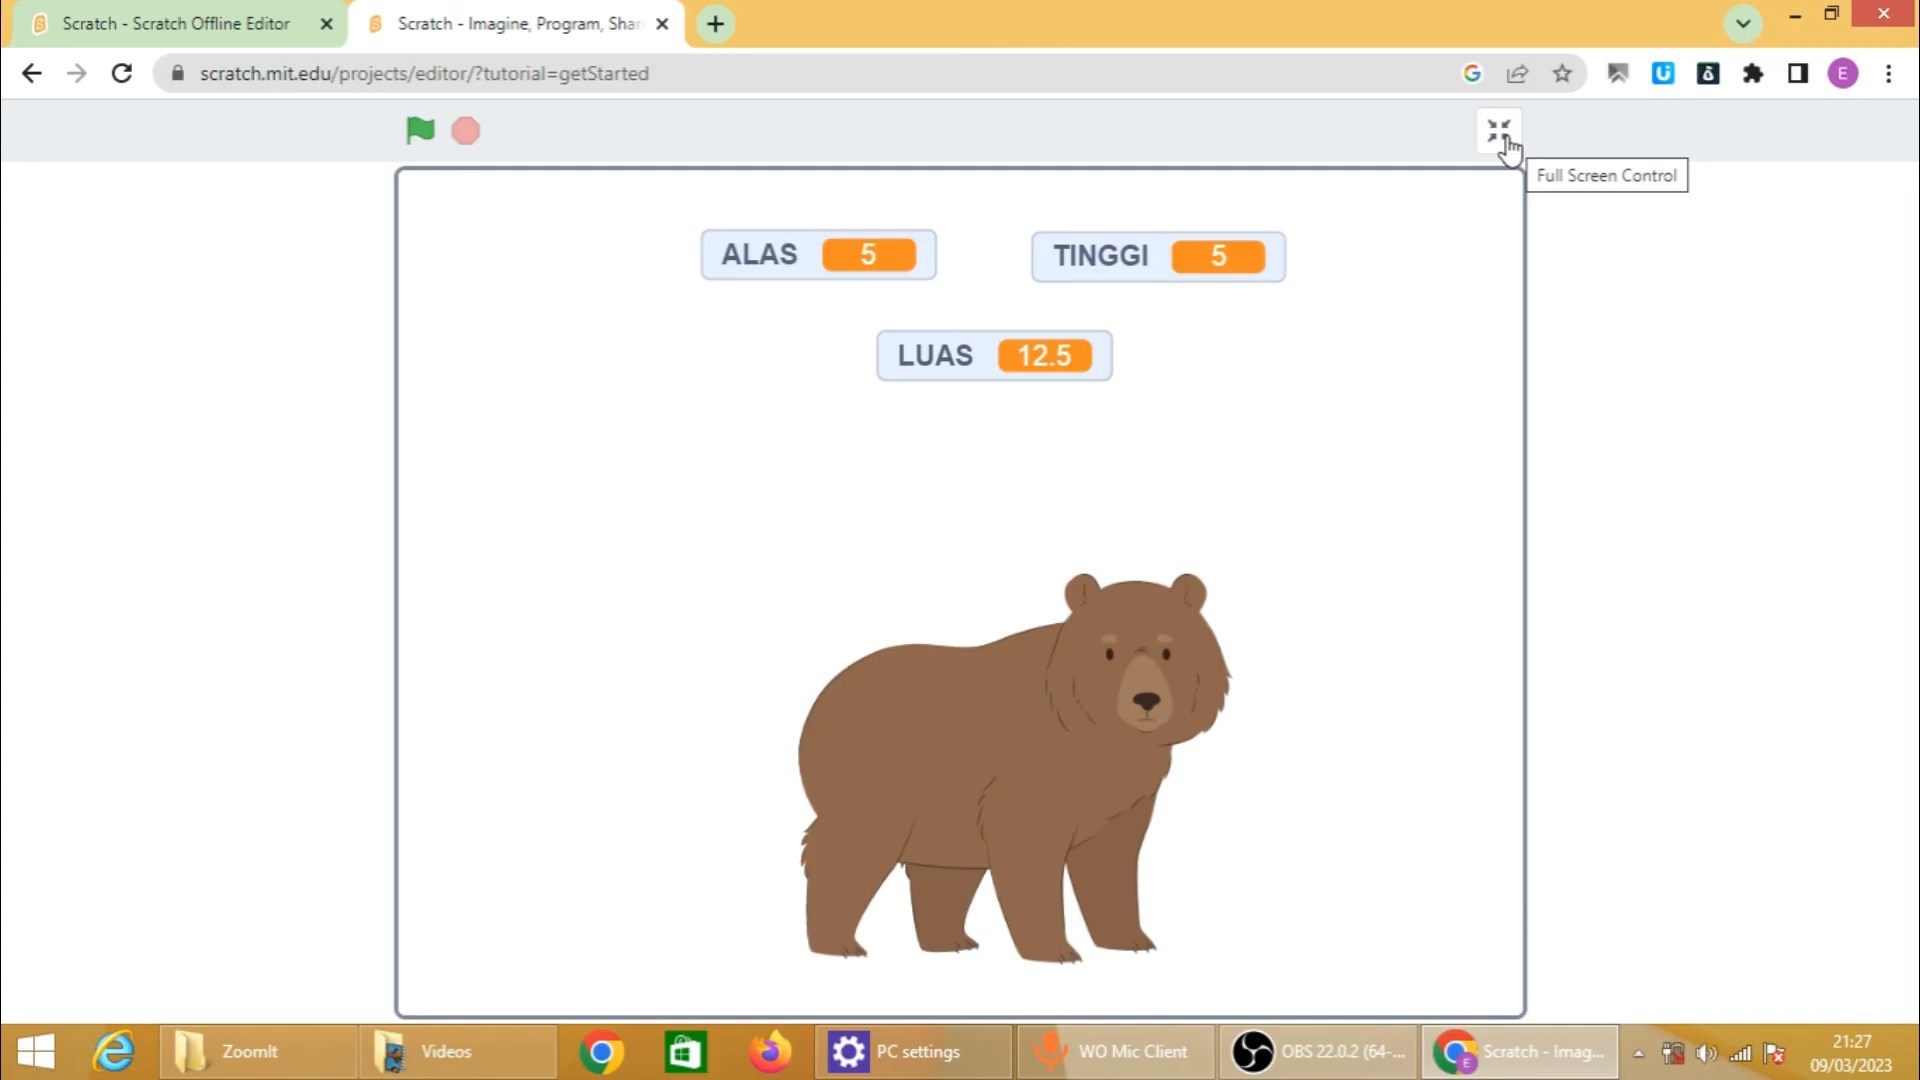 Scratch - Scratch Offline Editor
Scratch - Imagine, Program, Shar
scratch.mit.edu/projects/editor/?tutorial=getStarted
E
Full Screen Control
ALAS 5
TINGGI 5
LUAS 12.5
ZoomIt
Videos
PC settings
WO Mic Client
OBS 22.0.2 (64-...
E
Scratch - Imag...
21:27
09/03/2023